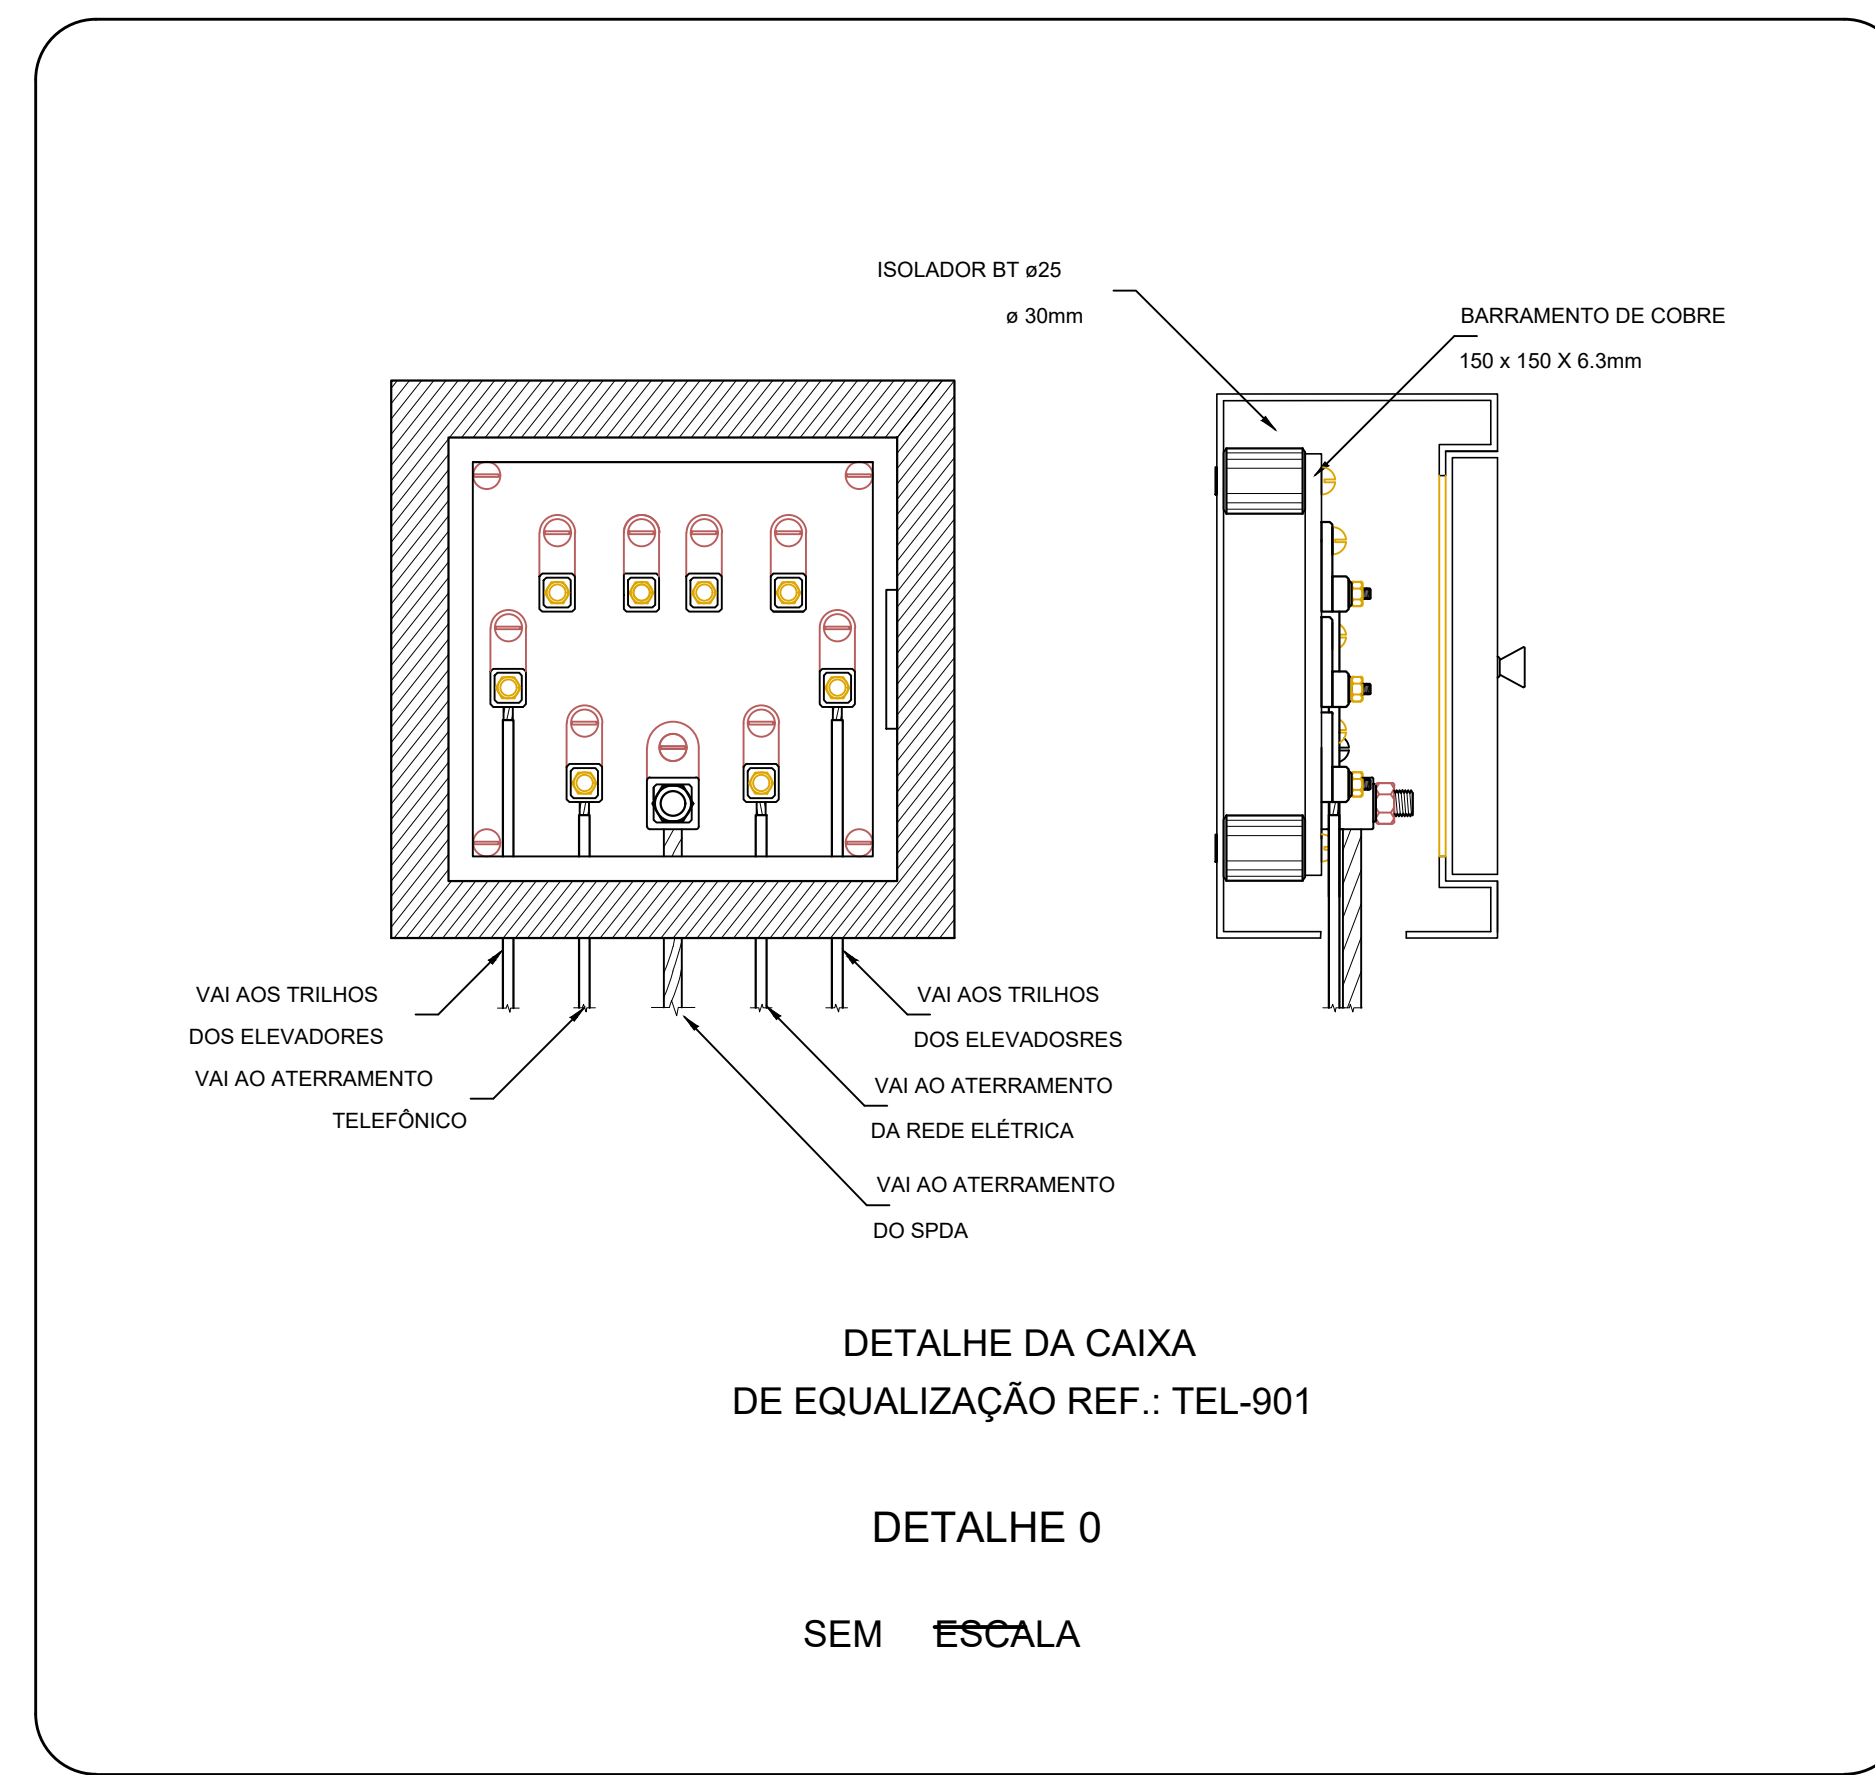 ISOLADOR BT ø25
ø 30mm
BARRAMENTO DE COBRE
150 x 150 X 6.3mm
VAI AOS TRILHOS
DOS ELEVADORES
VAI AO ATERRAMENTO
TELEFÔNICO
VAI AOS TRILHOS
DOS ELEVADOSRES
VAI AO ATERRAMENTO
DA REDE ELÉTRICA
VAI AO ATERRAMENTO
DO SPDA
DETALHE DA CAIXA
DE EQUALIZAÇÃO REF.: TEL-901
DETALHE 0
SEM ESCALA